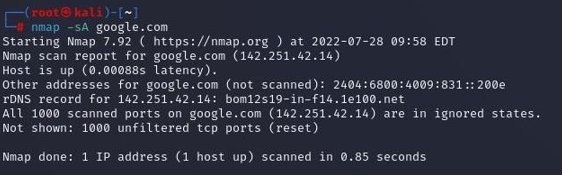 ┌──(root㉿kali)-[~]
└─# nmap -sA google.com
Starting Nmap 7.92 ( https://nmap.org ) at 2022-07-28 09:58 EDT
Nmap scan report for google.com (142.251.42.14)
Host is up (0.00088s latency).
Other addresses for google.com (not scanned): 2404:6800:4009:831::200e
rDNS record for 142.251.42.14: bom12s19-in-f14.1e100.net
All 1000 scanned ports on google.com (142.251.42.14) are in ignored states.
Not shown: 1000 unfiltered tcp ports (reset)
Nmap done: 1 IP address (1 host up) scanned in 0.85 seconds